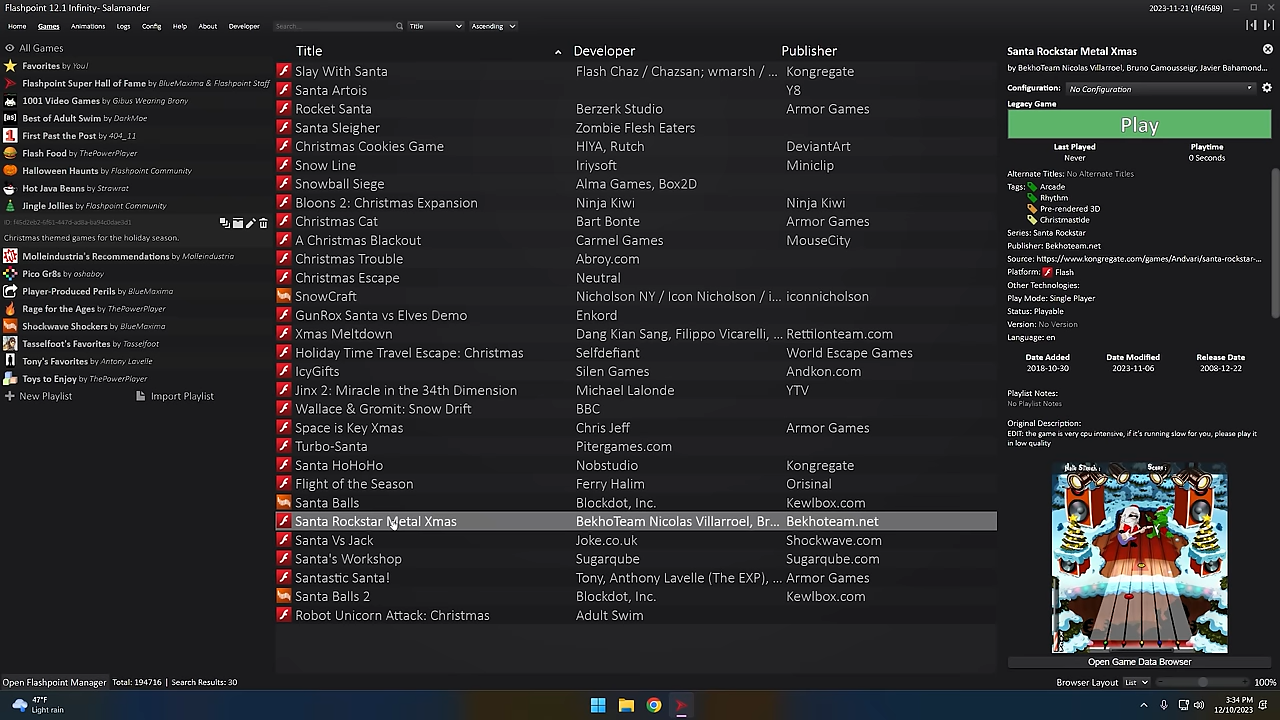 Flashpoint 12.1 Infinity- Salamander
2023-11-21 (4f4f689)
Home Games Animations Logs Config Help About Developer
Search... Title Ascending
All Games
Favorites by You!
Flashpoint Super Hall of Fame by BlueMaxima & Flashpoint Staff
1001 Video Games by Gibus Wearing Brony
Best of Adult Swim by DarkMoe
First Past the Post by 404_11
Flash Food by ThePowerPlayer
Halloween Haunts by Flashpoint Community
Hot Java Beans by Strawrat
Jingle Jollies by Flashpoint Community
Christmas themed games for the holiday season.
Molleindustria's Recommendations by Molleindustria
Pico Gr8s by oshaboy
Player-Produced Perils by BlueMaxima
Rage for the Ages by ThePowerPlayer
Shockwave Shockers by BlueMaxima
Tasselfoot's Favorites by Tasselfoot
Tony's Favorites by Antony Lavelle
Toys to Enjoy by ThePowerPlayer
New Playlist Import Playlist
Title Developer Publisher
Slay With Santa Flash Chaz / Chazsan; wmarsh / ... Kongregate
Santa Artois Y8
Rocket Santa Berzerk Studio Armor Games
Santa Sleigher Zombie Flesh Eaters
Christmas Cookies Game HIYA, Rutch DeviantArt
Snow Line Iriysoft Miniclip
Snowball Siege Alma Games, Box2D
Bloons 2: Christmas Expansion Ninja Kiwi Ninja Kiwi
Christmas Cat Bart Bonte Armor Games
A Christmas Blackout Carmel Games MouseCity
Christmas Trouble Abroy.com
Christmas Escape Neutral
SnowCraft Nicholson NY / Icon Nicholson / i... iconnicholson
GunRox Santa vs Elves Demo Enkord
Xmas Meltdown Dang Kian Sang, Filippo Vicarelli, ... Rettilonteam.com
Holiday Time Travel Escape: Christmas Selfdefiant World Escape Games
IcyGifts Silen Games Andkon.com
Jinx 2: Miracle in the 34th Dimension Michael Lalonde YTV
Wallace & Gromit: Snow Drift BBC
Space is Key Xmas Chris Jeff Armor Games
Turbo-Santa Pitergames.com
Santa HoHoHo Nobstudio Kongregate
Flight of the Season Ferry Halim Orisinal
Santa Balls Blockdot, Inc. Kewlbox.com
Santa Rockstar Metal Xmas BekhoTeam Nicolas Villarroel, Br... Bekhoteam.net
Santa Vs Jack Joke.co.uk Shockwave.com
Santa's Workshop Sugarqube Sugarqube.com
Santastic Santa! Tony, Anthony Lavelle (The EXP), ... Armor Games
Santa Balls 2 Blockdot, Inc. Kewlbox.com
Robot Unicorn Attack: Christmas Adult Swim
Santa Rockstar Metal Xmas
by BekhoTeam Nicolas Villarroel, Bruno Camousseigr, Javier Bahamond...
Configuration: No Configuration
Legacy Game
Play
Last Played Playtime
Never 0 Seconds
Alternate Titles: No Alternate Titles
Tags: Arcade
Rhythm
Pre-rendered 3D
Christmastide
Series: Santa Rockstar
Publisher: Bekhoteam.net
Source: https://www.kongregate.com/games/Andvari/santa-rockstar-...
Platform: Flash
Other Technologies:
Play Mode: Single Player
Status: Playable
Version: No Version
Language: en
Date Added Date Modified Release Date
2018-10-30 2023-11-06 2008-12-22
Playlist Notes:
No Playlist Notes
Original Description:
EDIT: the game is very cpu intensive, if it's running slow for you, please play it
in low quality
Score:
Open Game Data Browser
Open Flashpoint Manager Total: 194716 | Search Results: 30
Browser Layout List 100%
47°F
Light rain
3:34 PM
12/10/2023